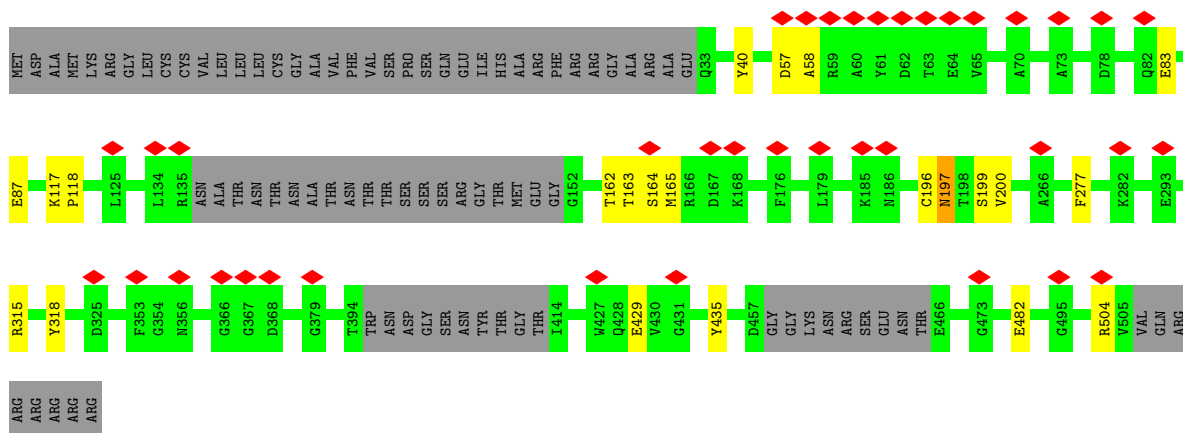 MET ASP ALA MET LYS ARG GLY LEU CYS CYS VAL LEU LEU LEU CYS GLY ALA VAL PHE VAL SER PRO SER GLN GLU ILE HIS ALA ARG PHE ARG ARG GLY ALA ARG ALA GLU Q33 Y40 D57 A58 R59 A60 Y61 D62 T63 E64 V65 A70 A73 D78 Q82 E83
E87 K117 P118 L125 L134 R135 ASN ALA THR ASN THR ASN ALA THR ASN THR THR SER SER SER ARG GLY THR MET GLU GLY G152 T162 T163 S164 M165 R166 D167 K168 F176 L179 K185 N186 C196 N197 T198 S199 V200 A266 F277 K282 E293
R315 Y318 D325 F353 G354 N356 G366 G367 D368 G379 T394 TRP ASN ASP GLY SER ASN TYR THR GLY THR I414 W427 Q428 E429 V430 G431 Y435 D457 GLY GLY LYS ASN ARG SER GLU ASN THR E466 G473 E482 G495 R504 V505 VAL GLN ARG
ARG ARG ARG ARG ARG